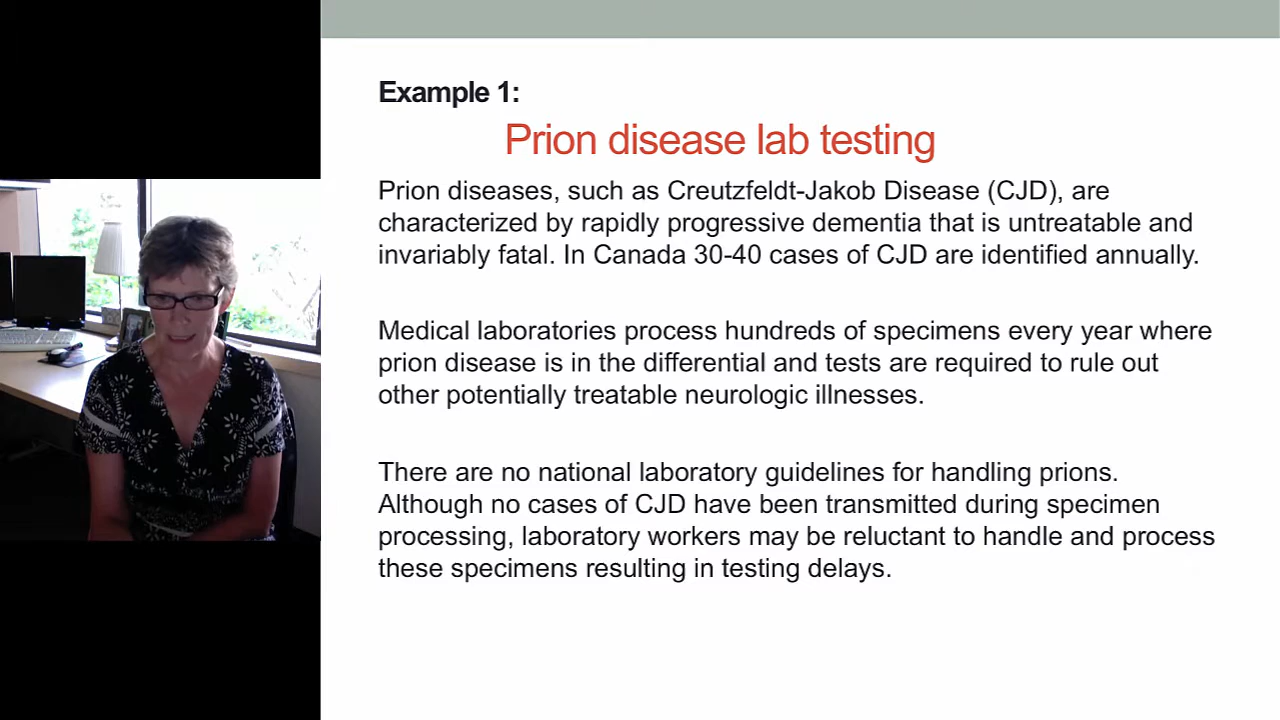 Example 1:
Prion disease lab testing
Prion diseases, such as Creutzfeldt-Jakob Disease (CJD), are
characterized by rapidly progressive dementia that is untreatable and
invariably fatal. In Canada 30-40 cases of CJD are identified annually.
Medical laboratories process hundreds of specimens every year where
prion disease is in the differential and tests are required to rule out
other potentially treatable neurologic illnesses.
There are no national laboratory guidelines for handling prions.
Although no cases of CJD have been transmitted during specimen
processing, laboratory workers may be reluctant to handle and process
these specimens resulting in testing delays.